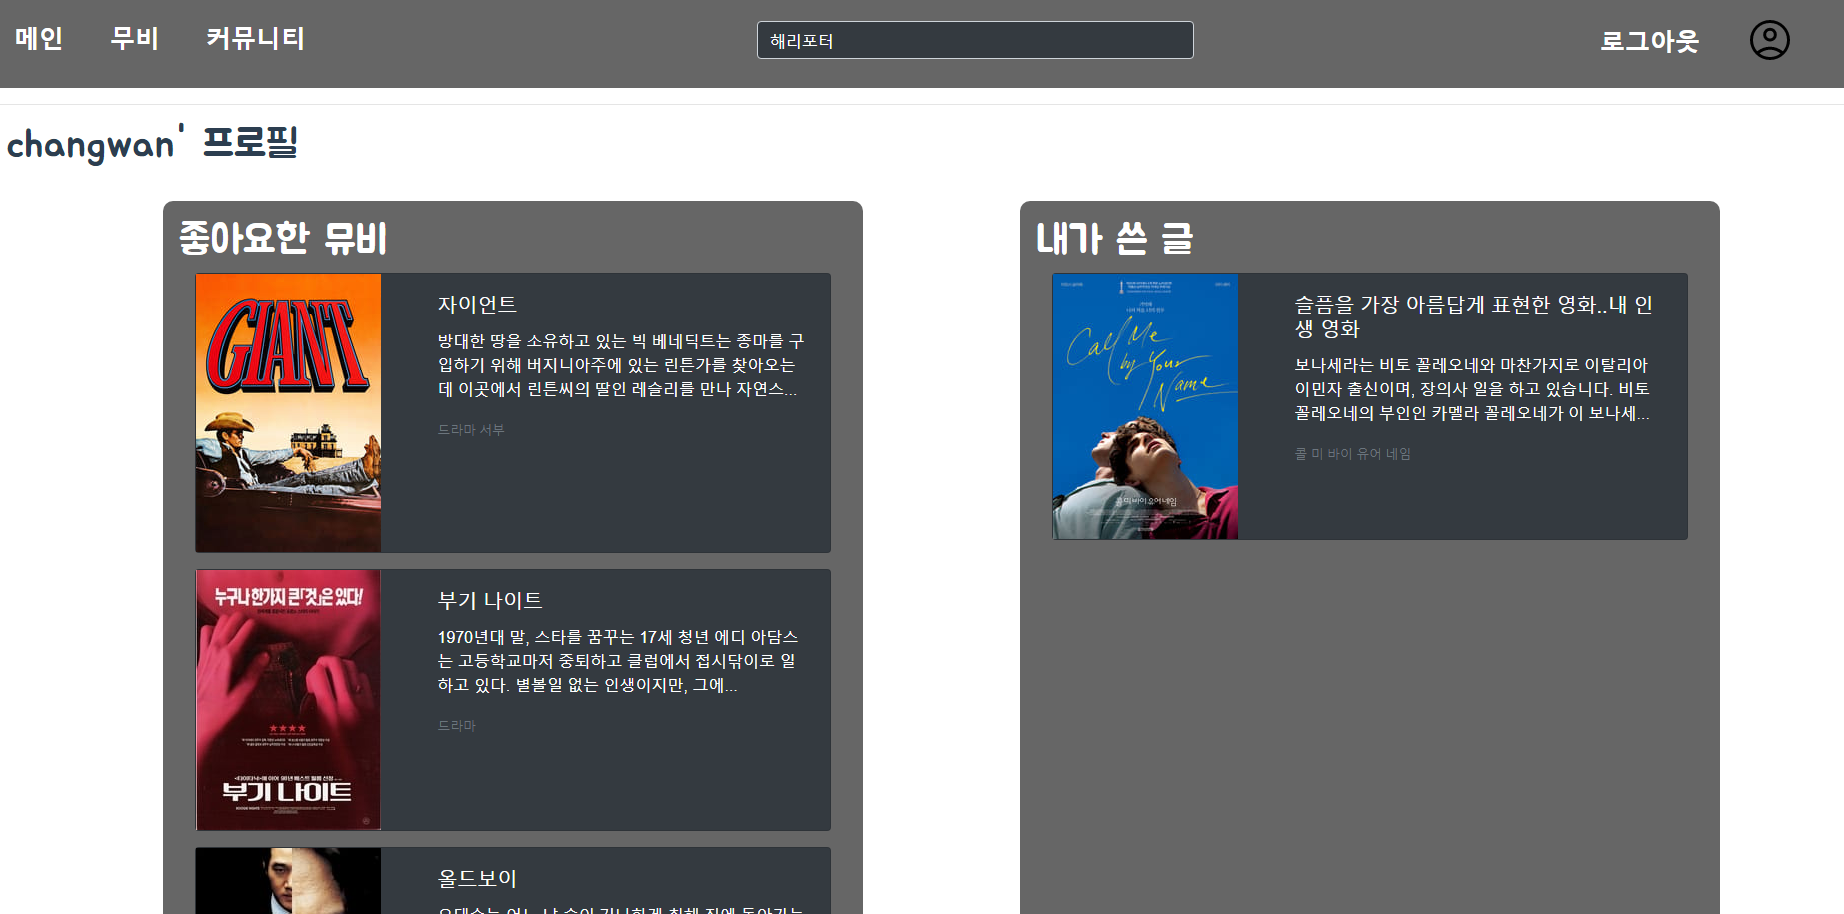 메인 무비 커뮤니티 해리포터 로그아웃
changwan' 프로필
좋아요한 뮤비
GIANT
자이언트
방대한 땅을 소유하고 있는 빅 베네딕트는 종마를 구
입하기 위해 버지니아주에 있는 린튼가를 찾아오는
데 이곳에서 린튼씨의 딸인 레슬리를 만나 자연스...
드라마 서부
누구나 한가지 큰「것」은 있다!
부기 나이트
부기 나이트
1970년대 말, 스타를 꿈꾸는 17세 청년 에디 아담스
는 고등학교마저 중퇴하고 클럽에서 접시닦이로 일
하고 있다. 별볼일 없는 인생이지만, 그에...
드라마
올드보이
내가 쓴 글
Call Me
by Your
Name
콜 미 바이 유어 네임
슬픔을 가장 아름답게 표현한 영화..내 인
생 영화
보나세라는 비토 꼴레오네와 마찬가지로 이탈리아
이민자 출신이며, 장의사 일을 하고 있습니다. 비토
꼴레오네의 부인인 카멜라 꼴레오네가 이 보나세...
콜 미 바이 유어 네임